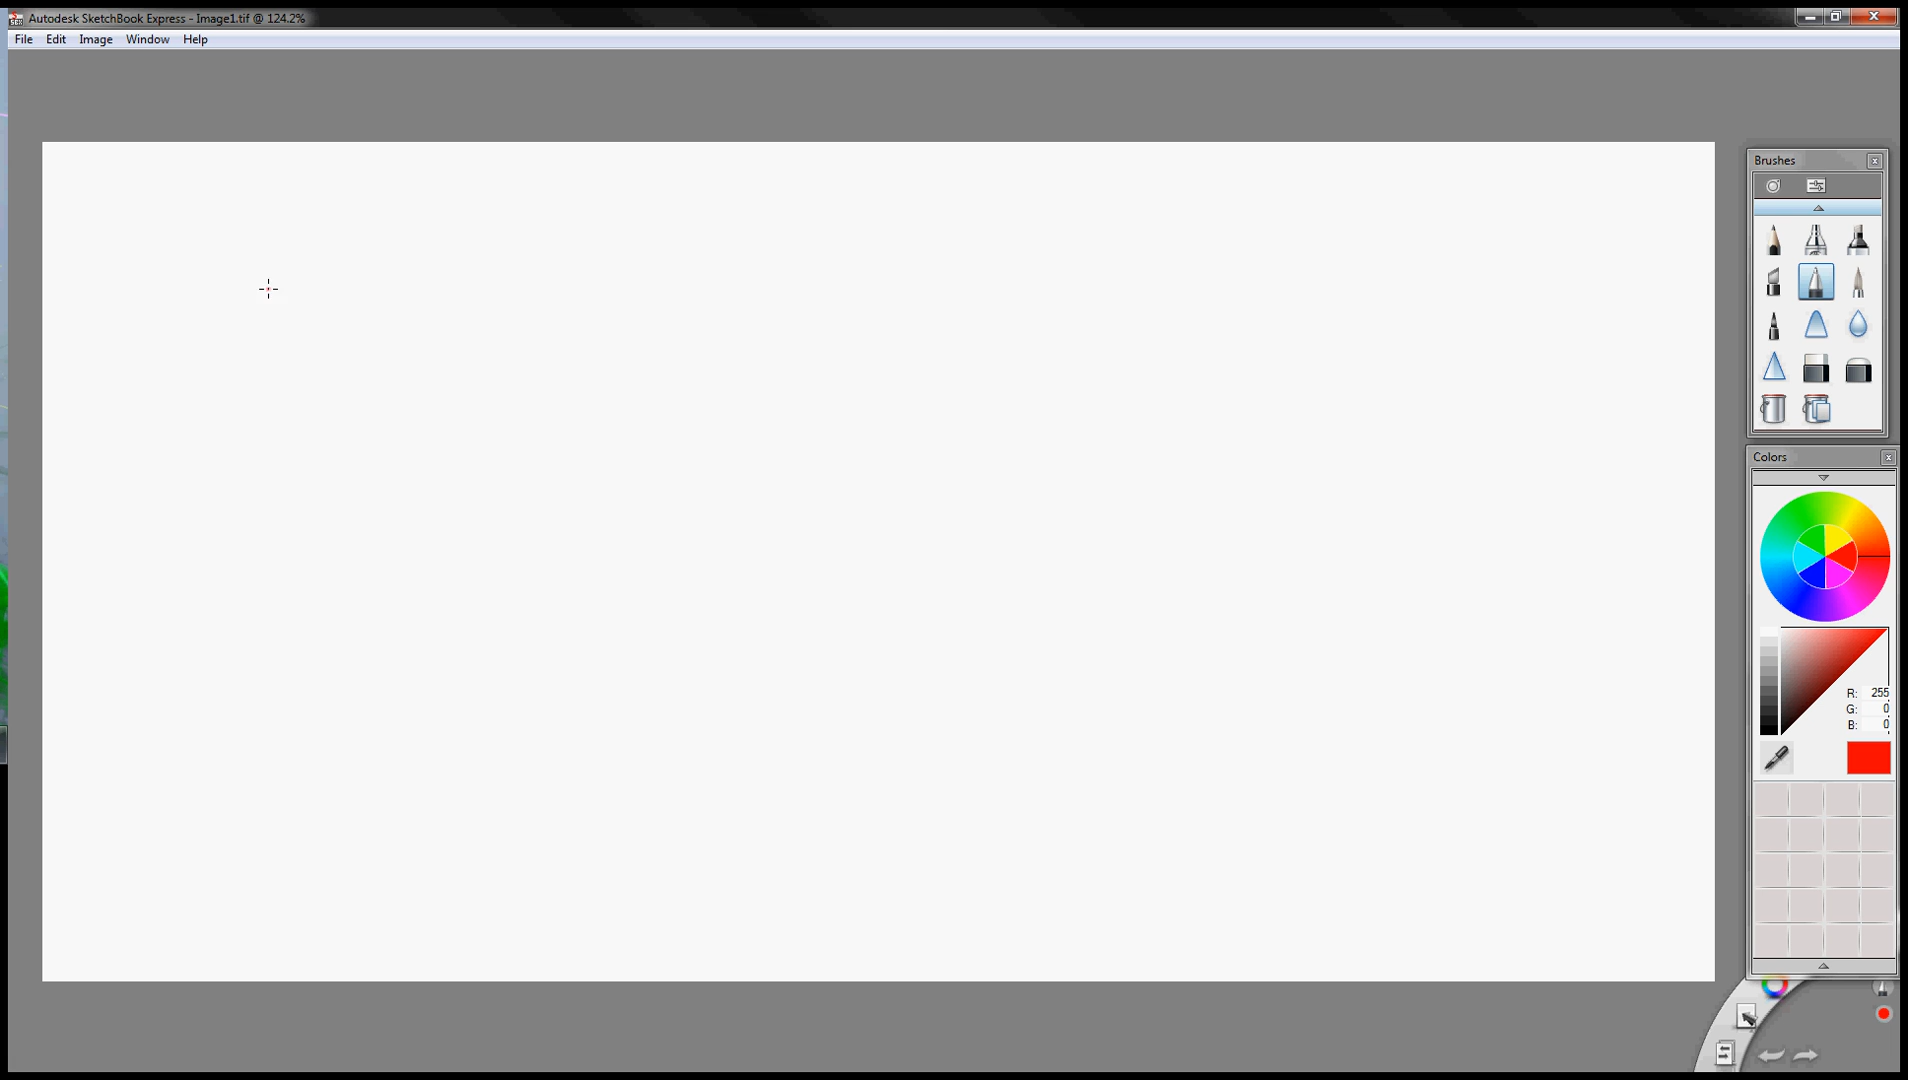 Autodesk SketchBook Express - Image1.tif @ 124.2%
File Edit Image Window Help
Brushes
Colors
R: 255
G: 0
B: 0